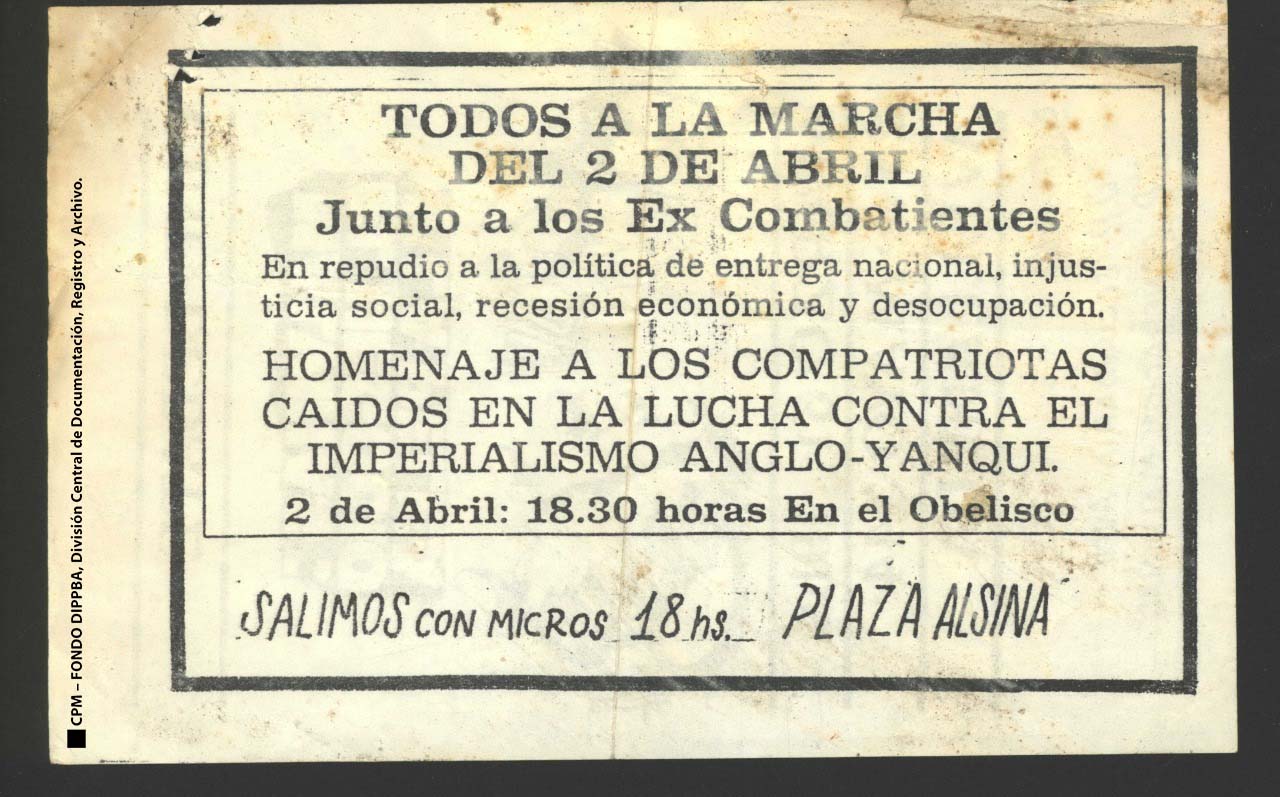 TODOS A LA MARCHA
DEL 2 DE ABRIL
Junto a los Ex Combatientes
En repudio a la política de entrega nacional, injus-
ticia social, recesión económica y desocupación.
HOMENAJE A LOS COMPATRIOTAS
CAIDOS EN LA LUCHA CONTRA EL
IMPERIALISMO ANGLO-YANQUI.
2 de Abril: 18.30 horas En el Obelisco
SALIMOS CON MICROS 18 hs. PLAZA ALSINA
CPM – FONDO DIPPBA, División Central de Documentación, Registro y Archivo.